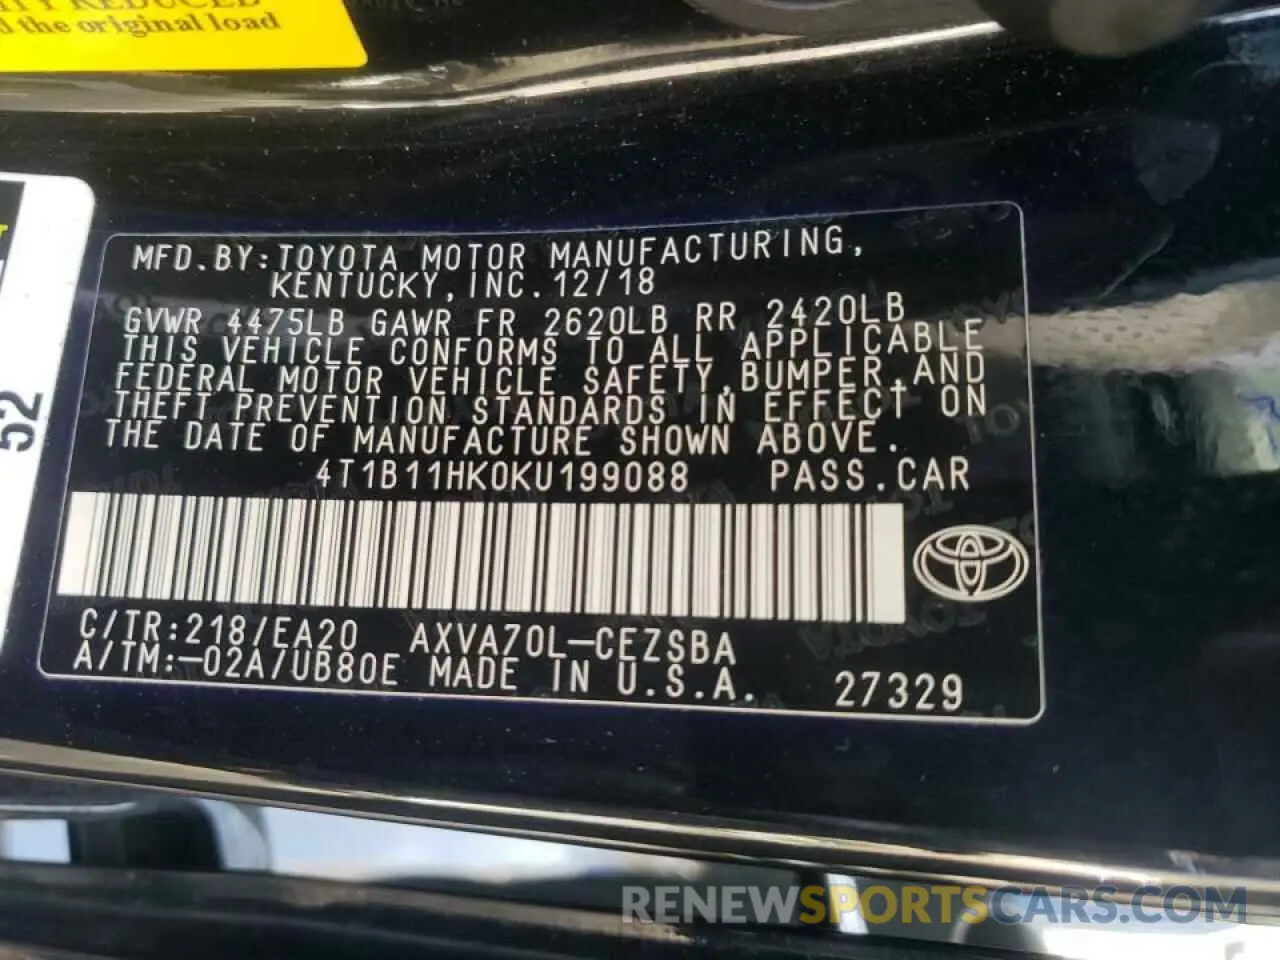 TY REDUCED
the original load
52
MFD.BY:TOYOTA MOTOR MANUFACTURING,
KENTUCKY,INC.12/18
GVWR 4475LB GAWR FR 2620LB RR 2420LB
THIS VEHICLE CONFORMS TO ALL APPLICABLE
FEDERAL MOTOR VEHICLE SAFETY,BUMPER,AND
THEFT PREVENTION STANDARDS IN EFFECT ON
THE DATE OF MANUFACTURE SHOWN ABOVE.
4T1B11HK0KU199088 PASS.CAR
C/TR:218/EA20 AXVA70L-CEZSBA
A/TM:-02A/UB80E MADE IN U.S.A. 27329
RENEWSPORTSCARS.COM